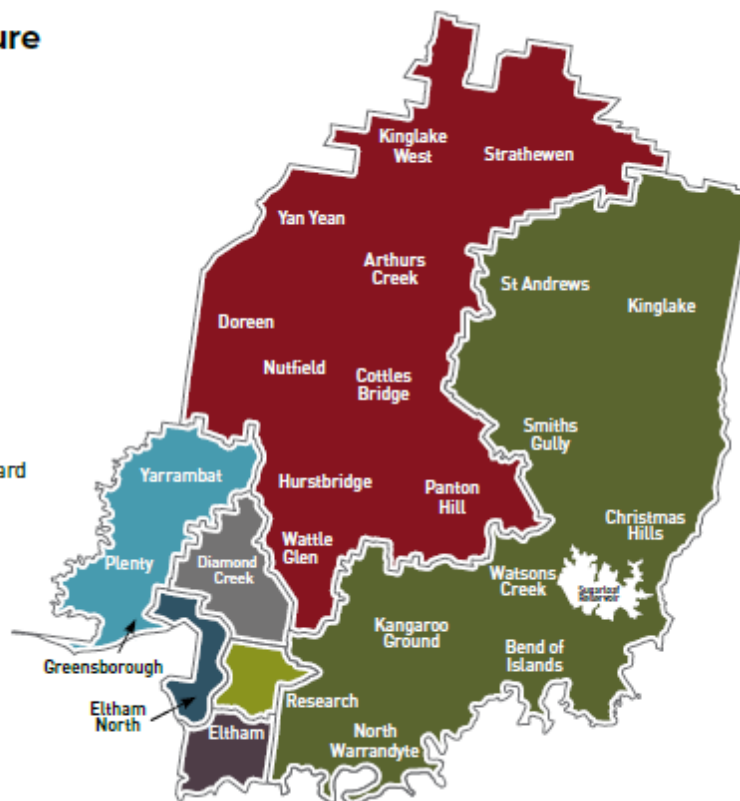 ure
Kinglake
West
Strathewen
Yan Yean
Arthurs
Creek
St Andrews
Kinglake
Doreen
Nutfield
Cottles
Bridge
Smiths
Gully
ard
Yarrambat
Hurstbridge
Panton
Hill
Christmas
Hills
Wattle
Glen
Plenty
Diamond
Creek
Watsons
Creek
Sugarloaf
Reservoir
Kangaroo
Ground
Bend of
Islands
Greensborough
Research
Eltham
North
Eltham
North
Warrandyte